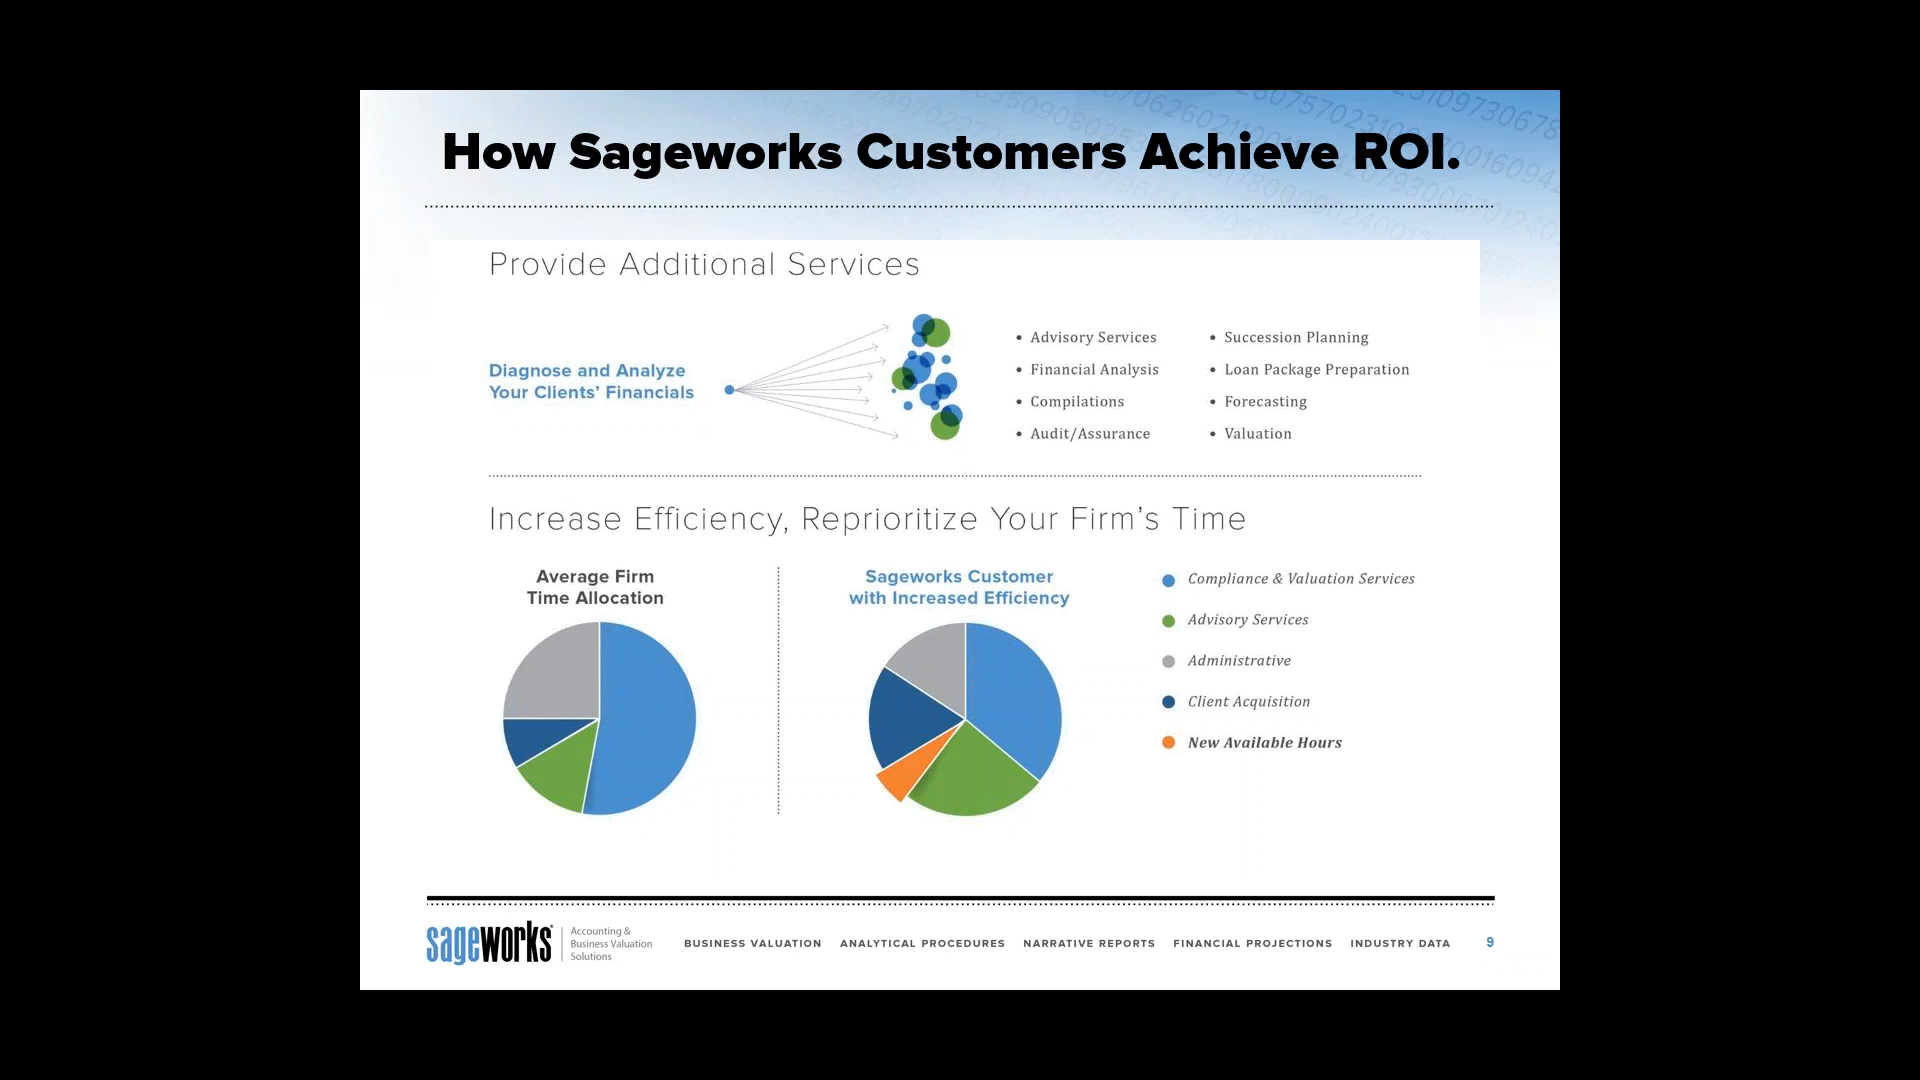 How Sageworks Customers Achieve ROI.
Provide Additional Services
Diagnose and Analyze
Your Clients’ Financials
• Advisory Services
• Financial Analysis
• Compilations
• Audit/Assurance
• Succession Planning
• Loan Package Preparation
• Forecasting
• Valuation
Increase Efficiency, Reprioritize Your Firm’s Time
Average Firm
Time Allocation
Sageworks Customer
with Increased Efficiency
Compliance & Valuation Services
Advisory Services
Administrative
Client Acquisition
New Available Hours
sageworks
Accounting &
Business Valuation
Solutions
BUSINESS VALUATION ANALYTICAL PROCEDURES NARRATIVE REPORTS FINANCIAL PROJECTIONS INDUSTRY DATA 9